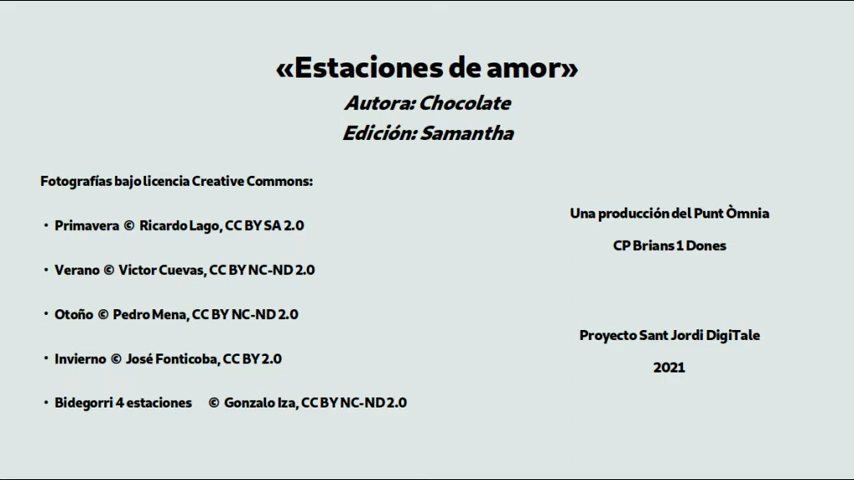 «Estaciones de amor»
Autora: Chocolate
Edición: Samantha
Fotografías bajo licencia Creative Commons:
• Primavera © Ricardo Lago, CC BY SA 2.0
• Verano © Victor Cuevas, CC BY NC-ND 2.0
• Otoño © Pedro Mena, CC BY NC-ND 2.0
• Invierno © José Fonticoba, CC BY 2.0
• Bidegorri 4 estaciones © Gonzalo Iza, CC BY NC-ND 2.0
Una producción del Punt Òmnia
CP Brians 1 Dones
Proyecto Sant Jordi DigiTale
2021